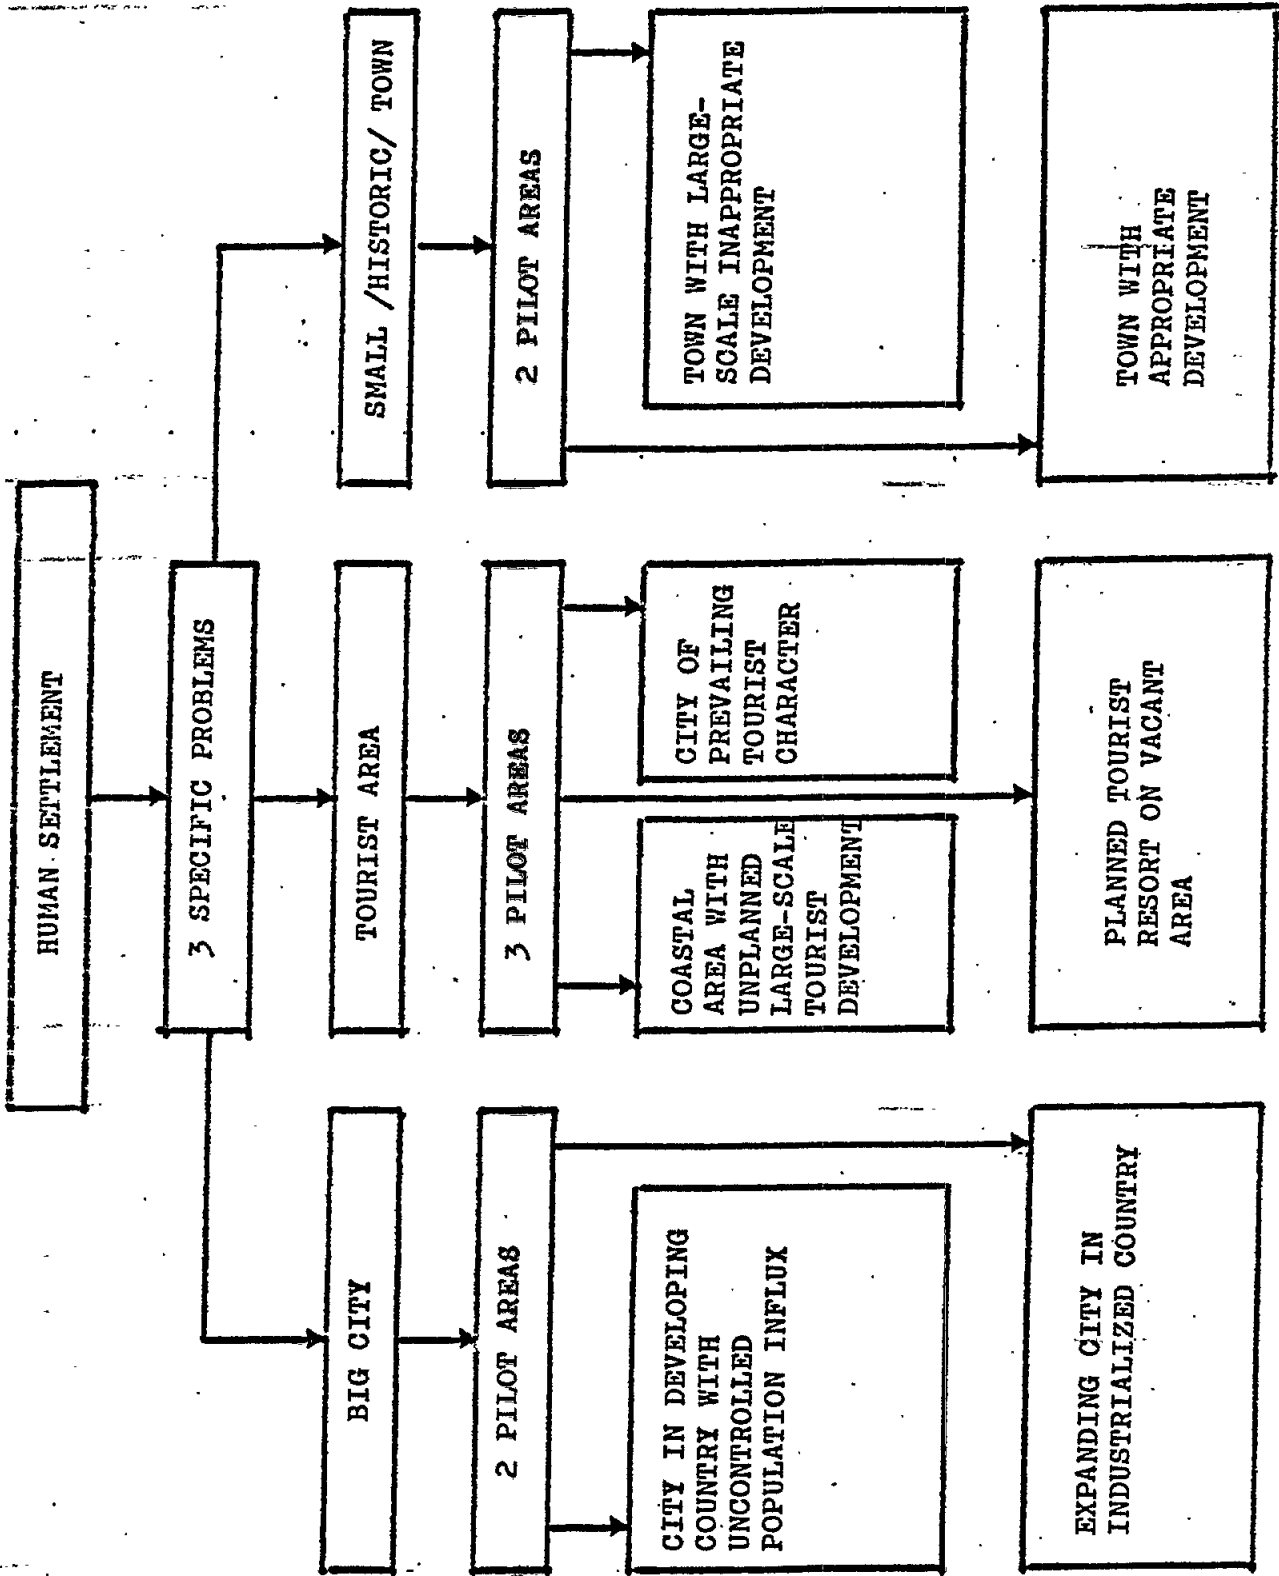 HUMAN SETTLEMENT
3 SPECIFIC PROBLEMS
BIG CITY
TOURIST AREA
SMALL /HISTORIC/ TOWN
2 PILOT AREAS
3 PILOT AREAS
2 PILOT AREAS
CITY IN DEVELOPING
COUNTRY WITH
UNCONTROLLED
POPULATION INFLUX
COASTAL
AREA WITH
UNPLANNED
LARGE-SCALE
TOURIST
DEVELOPMENT
CITY OF
PREVAILING
TOURIST
CHARACTER
TOWN WITH LARGE-
SCALE INAPPROPRIATE
DEVELOPMENT
EXPANDING CITY IN
INDUSTRIALIZED COUNTRY
PLANNED TOURIST
RESORT ON VACANT
AREA
TOWN WITH
APPROPRIATE
DEVELOPMENT